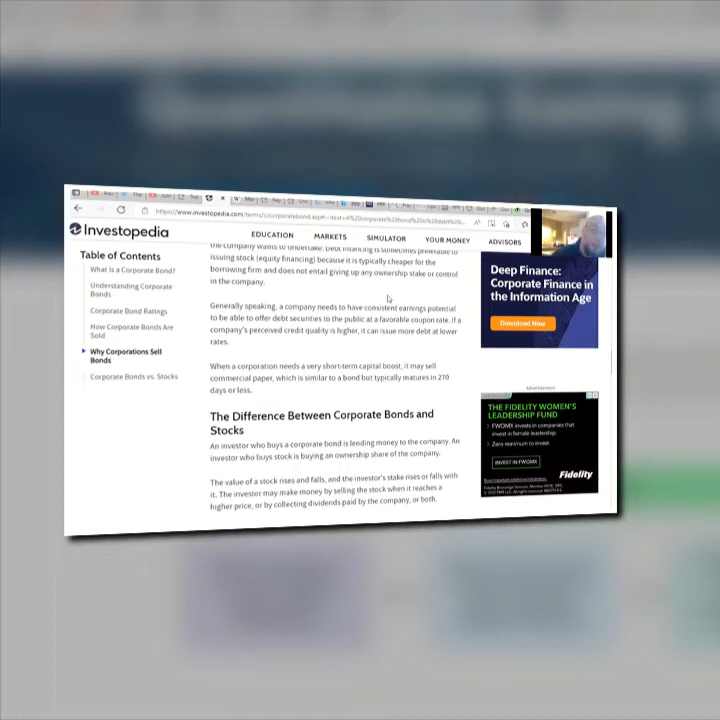 https://www.investopedia.com/terms/c/corporatebond.asp
Investopedia
EDUCATION
MARKETS
SIMULATOR
YOUR MONEY
ADVISORS
Table of Contents
What Is a Corporate Bond?
Understanding Corporate
Bonds
Corporate Bond Ratings
How Corporate Bonds Are
Sold
Why Corporations Sell
Bonds
Corporate Bonds vs. Stocks
the company wants to undertake. Debt financing is sometimes preferable to
issuing stock (equity financing) because it is typically cheaper for the
borrowing firm and does not entail giving up any ownership stake or control
in the company.
Generally speaking, a company needs to have consistent earnings potential
to be able to offer debt securities to the public at a favorable coupon rate. If a
company's perceived credit quality is higher, it can issue more debt at lower
rates.
When a corporation needs a very short-term capital boost, it may sell
commercial paper, which is similar to a bond but typically matures in 270
days or less.
The Difference Between Corporate Bonds and
Stocks
An investor who buys a corporate bond is lending money to the company. An
investor who buys stock is buying an ownership share of the company.
The value of a stock rises and falls, and the investor's stake rises or falls with
it. The investor may make money by selling the stock when it reaches a
higher price, or by collecting dividends paid by the company, or both.
Deep Finance:
Corporate Finance in
the Information Age
Download Now
Advertisement
THE FIDELITY WOMEN'S
LEADERSHIP FUND
FWOMX invests in companies that
invest in female leadership.
Zero minimum to invest.
INVEST IN FWOMX
Fidelity